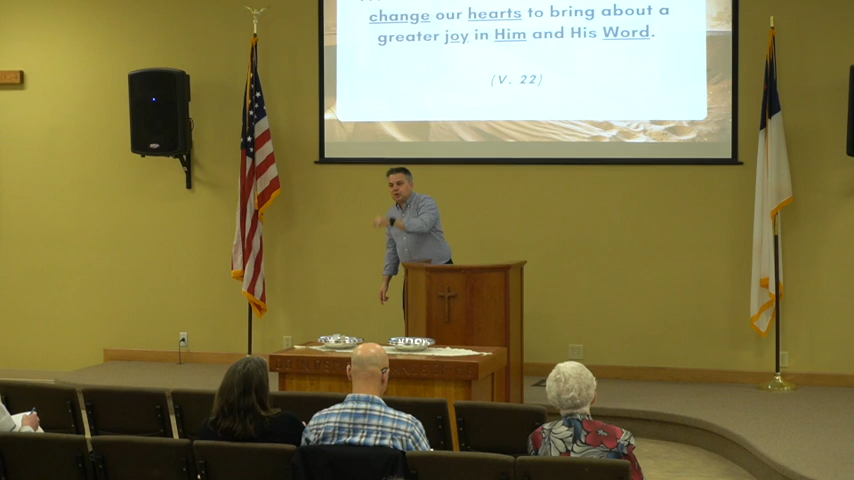 change our hearts to bring about a
greater joy in Him and His Word.
(V. 22)